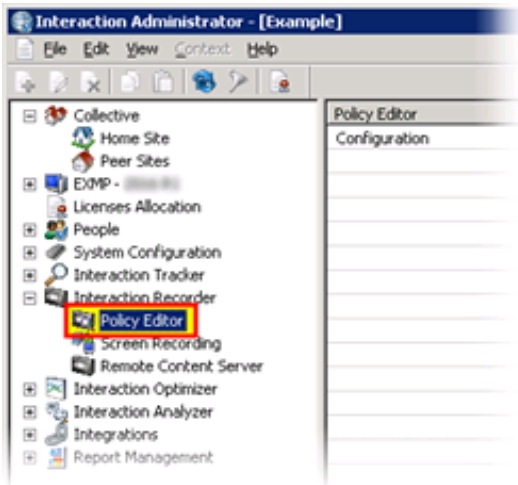 Interaction Administrator - [Example]
File Edit View Context Help
Collective
Home Site
Peer Sites
EXMP -
Licenses Allocation
People
System Configuration
Interaction Tracker
Interaction Recorder
Policy Editor
Screen Recording
Remote Content Server
Interaction Optimizer
Interaction Analyzer
Integrations
Report Management
Policy Editor
Configuration